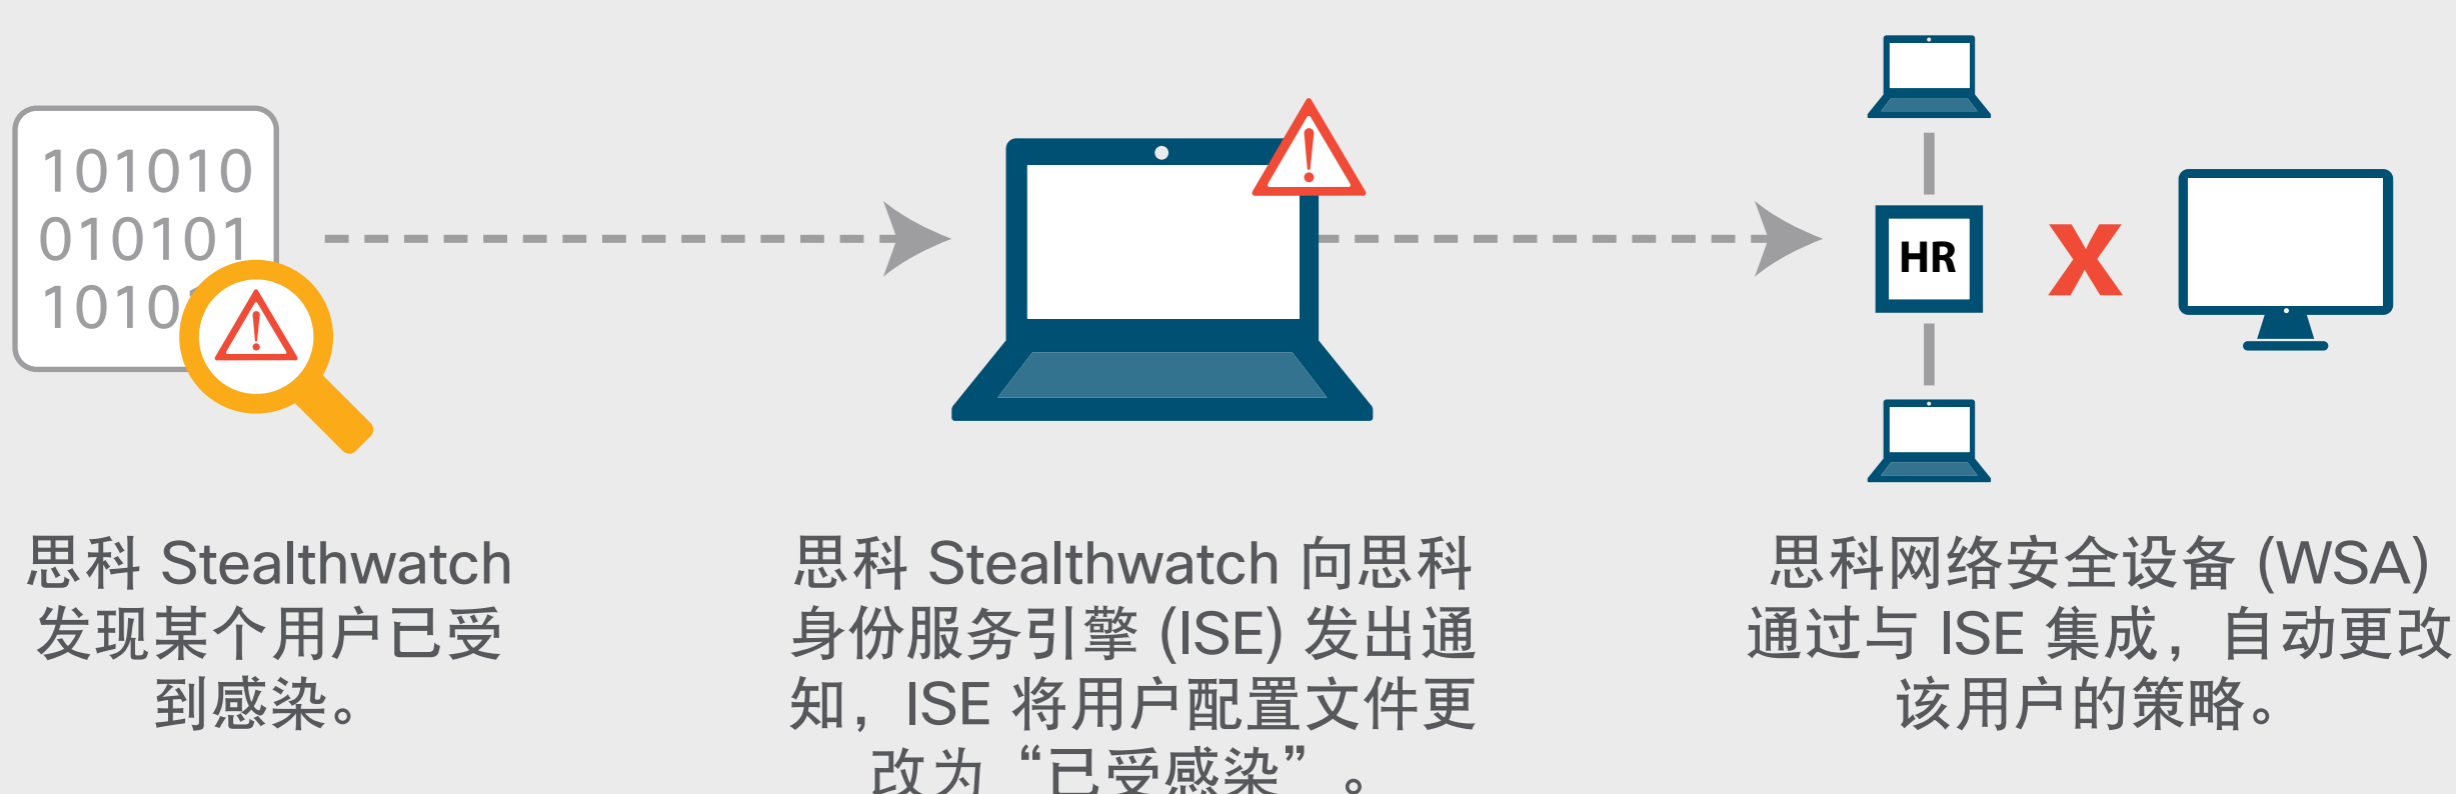 101010
010101
1010
HR
X
思科 Stealthwatch
发现某个用户已受
到感染。
思科 Stealthwatch 向思科
身份服务引擎 (ISE) 发出通
知，ISE 将用户配置文件更
改为“已受感染”。
思科网络安全设备 (WSA)
通过与 ISE 集成，自动更改
该用户的策略。